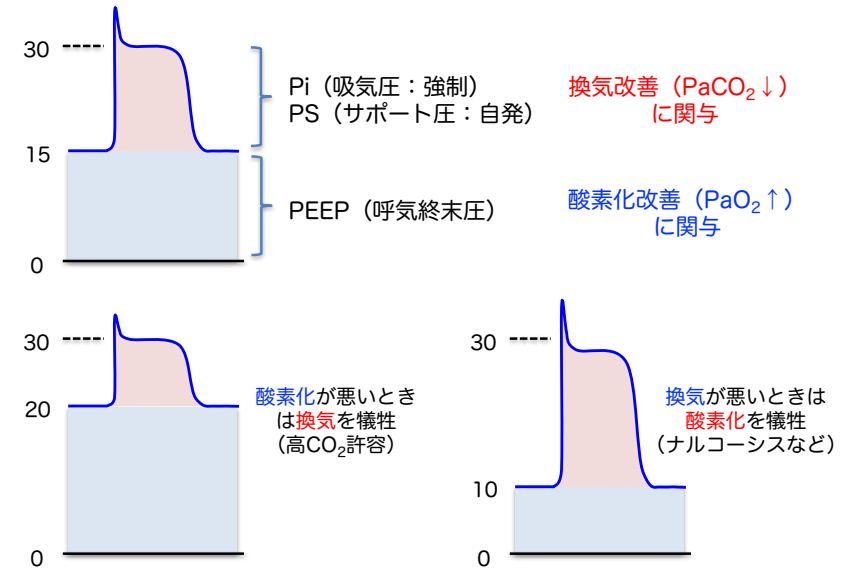 30
Pi（吸気圧：強制）
PS（サポート圧：自発）
換気改善（PaCO₂↓）
に関与
15
PEEP（呼気終末圧）
酸素化改善（PaO₂↑）
に関与
0
30
20
0
酸素化が悪いとき
は換気を犠牲
（高CO₂許容）
30
10
0
換気が悪いときは
酸素化を犠牲
（ナルコーシスなど）